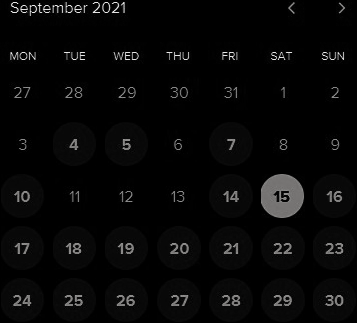 September 2021
MON TUE WED THU FRI SAT SUN
27 28 29 30 31 1 2
3 4 5 6 7 8 9
10 11 12 13 14 15 16
17 18 19 20 21 22 23
24 25 26 27 28 29 30